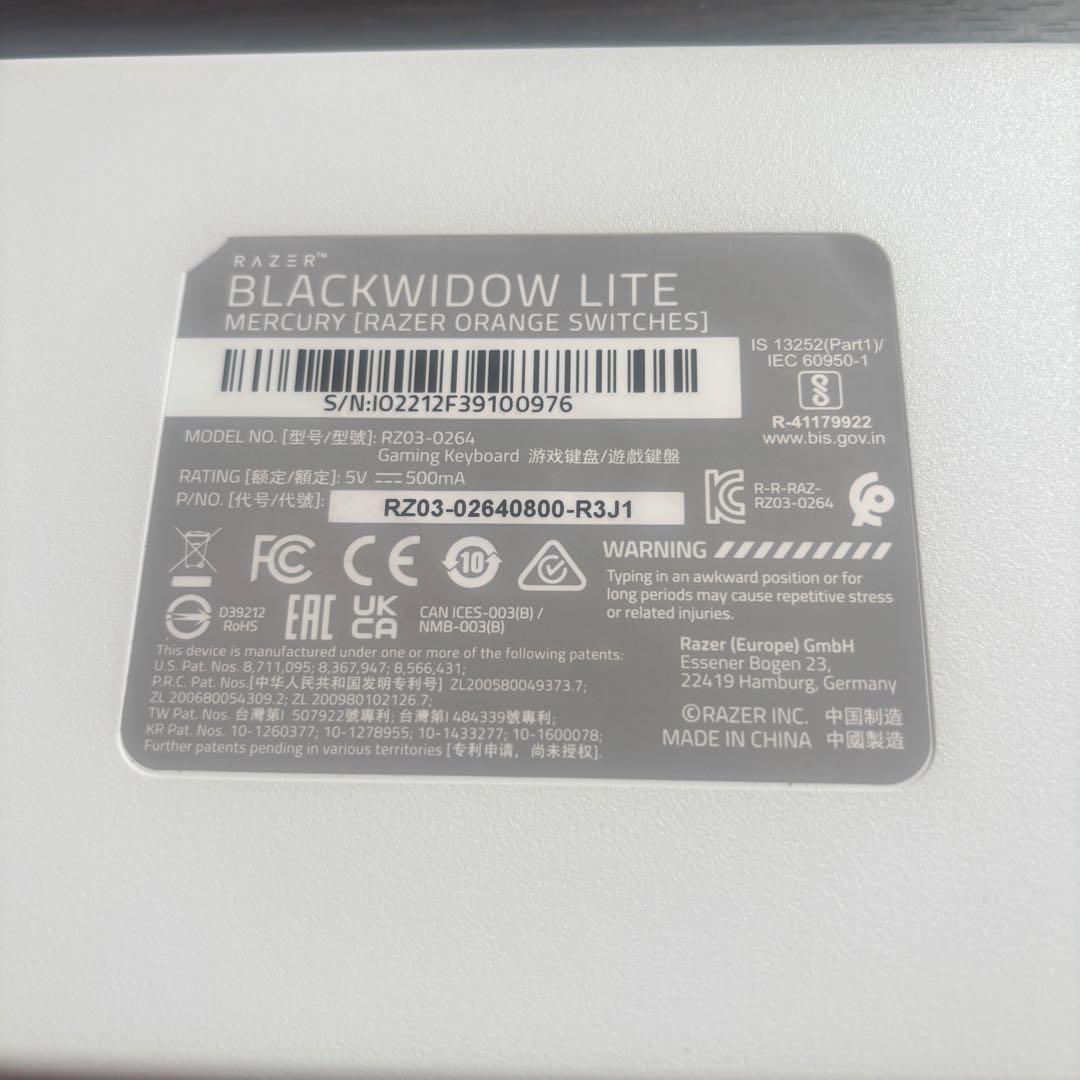 RAZER™
BLACKWIDOW LITE
MERCURY [RAZER ORANGE SWITCHES]
S/N:IO2212F39100976
IS 13252(Part1)/
IEC 60950-1
R-41179922
www.bis.gov.in
MODEL NO. [型号/型號]: RZ03-0264
Gaming Keyboard 游戏键盘/遊戲鍵盤
RATING [额定/額定]: 5V ⎓ 500mA
P/NO. [代号/代號]: RZ03-02640800-R3J1
R-R-RAZ-
RZ03-0264
FC CE 10
WARNING
Typing in an awkward position or for
long periods may cause repetitive stress
or related injuries.
D39212
RoHS
EAC
UK
CA
CAN ICES-003(B) /
NMB-003(B)
This device is manufactured under one or more of the following patents:
U.S. Pat. Nos. 8,711,095; 8,367,947; 8,566,431;
P.R.C. Pat. Nos.[中华人民共和国发明专利号] ZL200580049373.7;
ZL 200680054309.2; ZL 200980102126.7;
TW Pat. Nos. 台灣第I 507922號專利; 台灣第I 484339號專利;
KR Pat. Nos. 10-1260377; 10-1278955; 10-1433277; 10-1600078;
Further patents pending in various territories [专利申请，尚未授权].
Razer (Europe) GmbH
Essener Bogen 23,
22419 Hamburg, Germany
©RAZER INC. 中国制造
MADE IN CHINA 中國製造